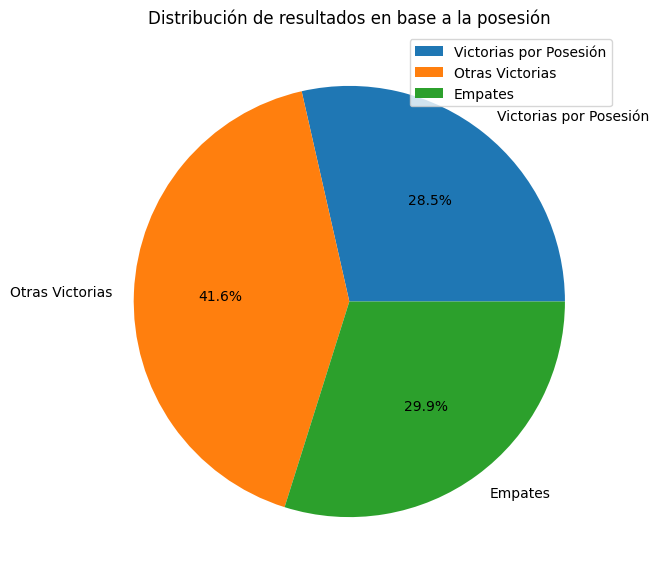 Distribución de resultados en base a la posesión
Victorias por Posesión
Otras Victorias
Empates
Victorias por Posesión
28.5%
Otras Victorias
41.6%
29.9%
Empates